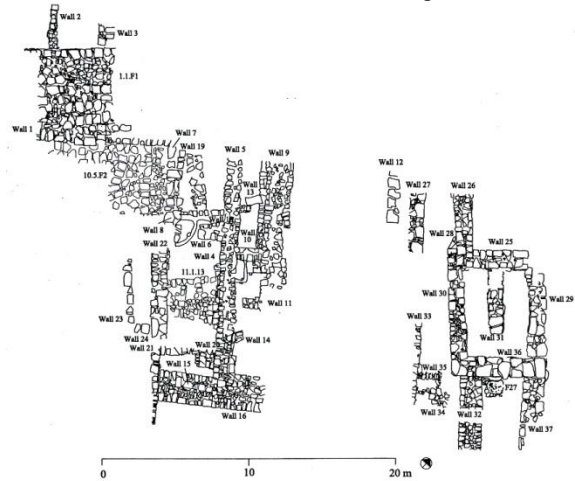 Wall 2
Wall 3
1.1.F1
Wall 1
Wall 7
Wall 19
Wall 5
Wall 9
Wall 13
Wall 12
Wall 27
Wall 26
10.5.F2
Wall 8
Wall 6
Wall 10
Wall 28
Wall 25
Wall 22
Wall 4
11.1.13
Wall 30
Wall 29
Wall 11
Wall 23
Wall 31
Wall 33
Wall 24
Wall 14
Wall 21
Wall 20
Wall 36
Wall 15
Wall 35
F27
Wall 16
Wall 34
Wall 32
Wall 37
0 10 20 m